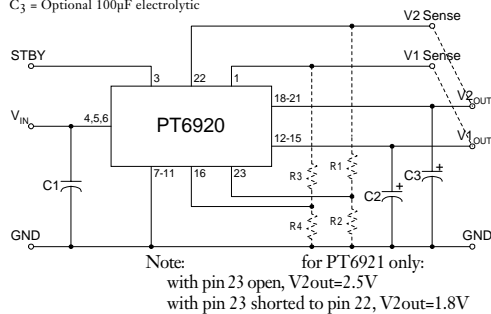 C3 = Optional 100μF electrolytic
V2 Sense
STBY
V1 Sense
3
22
1
18-21
V2OUT
VIN
4,5,6
PT6920
12-15
V1OUT
7-11
16
23
R3
R1
C1
C2
+
C3
+
R4
R2
GND
GND
Note: for PT6921 only:
with pin 23 open, V2out=2.5V
with pin 23 shorted to pin 22, V2out=1.8V